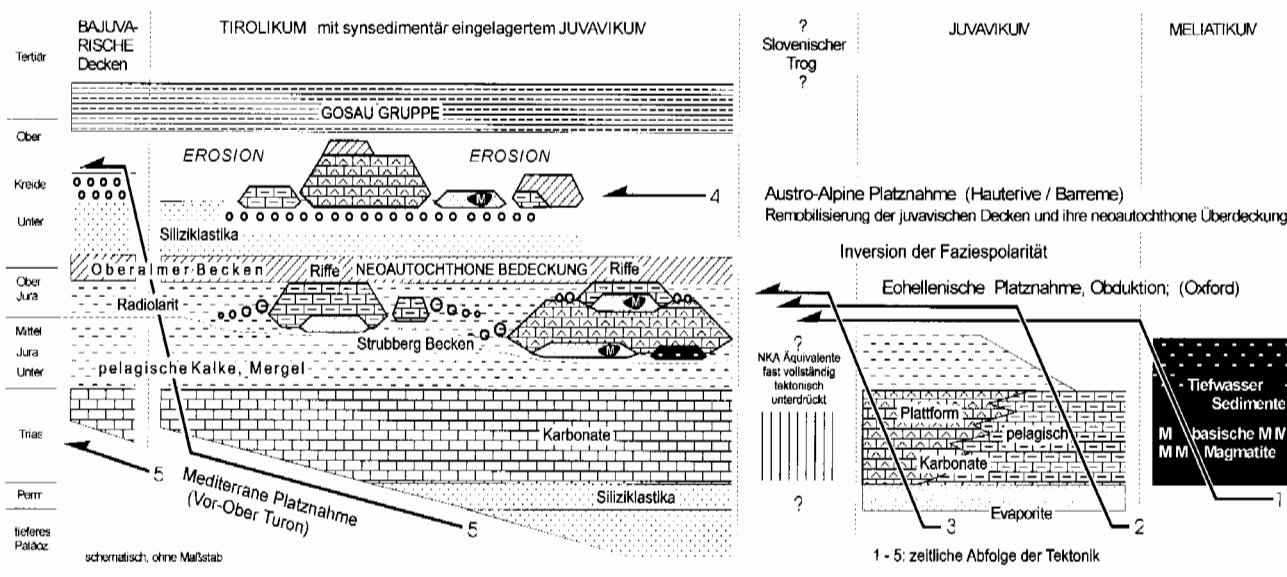 BAJUVA-
RISCHE
Decken
TIROLIKUM mit synsedimentär eingelagertem JUVAVIKUM
?
Slovenischer
Trog
?
JUVAVIKUM
MELIATIKUM
Tertiär
Ober
Kreide
Unter
Ober
Jura
Mittel
Jura
Unter
Trias
Perm
tieferes
Paläoz.
GOSAU GRUPPE
EROSION
EROSION
M
4
Siliziklastika
Austro-Alpine Platznahme (Hauterive / Barreme)
Remobilisierung der juvavischen Decken und ihre neoautochthone Überdeckung
Inversion der Faziespolarität
Oberalmer Becken
Riffe
NEOAUTOCHTHONE BEDECKUNG
Riffe
Radiolarit
M
Eohellenische Platznahme, Obduktion; (Oxford)
Strubberg Becken
M
pelagische Kalke, Mergel
?
NKA Äquivalente
fast vollständig
tektonisch
unterdrückt
?
Karbonate
Plattform
pelagisch
Karbonate
Evaporite
- Tiefwasser
Sedimente
M basische M M
M M Magmatite
5
Mediterrane Platznahme
(Vor-Ober Turon)
5
Siliziklastika
3
2
1
schematisch, ohne Maßstab
1 - 5: zeitliche Abfolge der Tektonik